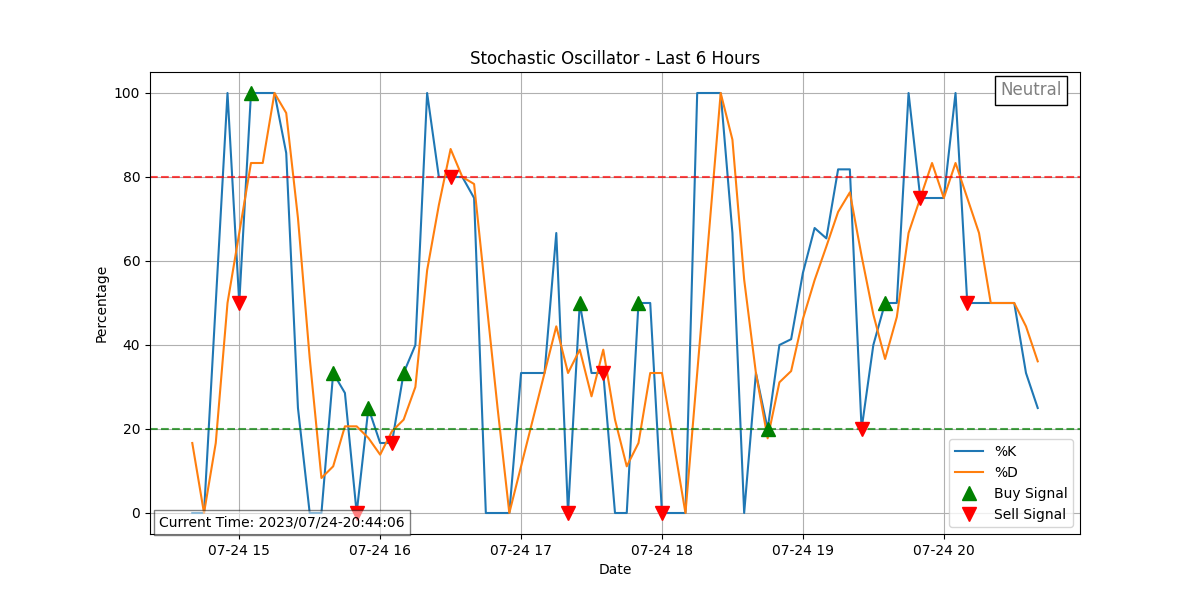 Stochastic Oscillator - Last 6 Hours
Neutral
100
80
60
40
20
0
Percentage
%K
%D
Buy Signal
Sell Signal
Current Time: 2023/07/24-20:44:06
07-24 15
07-24 16
07-24 17
07-24 18
07-24 19
07-24 20
Date